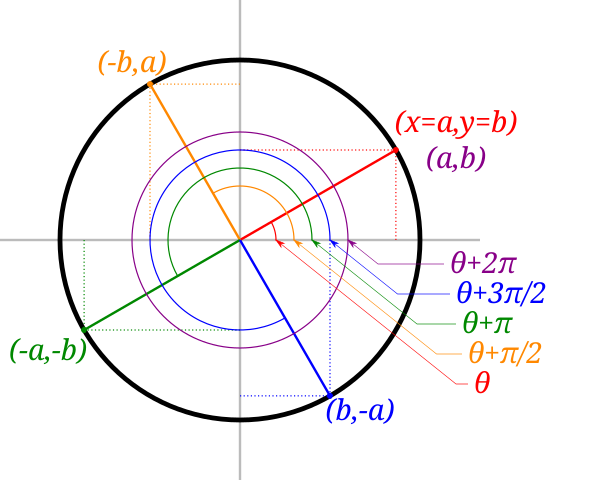 (-b,a)
(x=a,y=b)
(a,b)
θ+2π
θ+3π/2
θ+π
(-a,-b)
θ+π/2
θ
(b,-a)